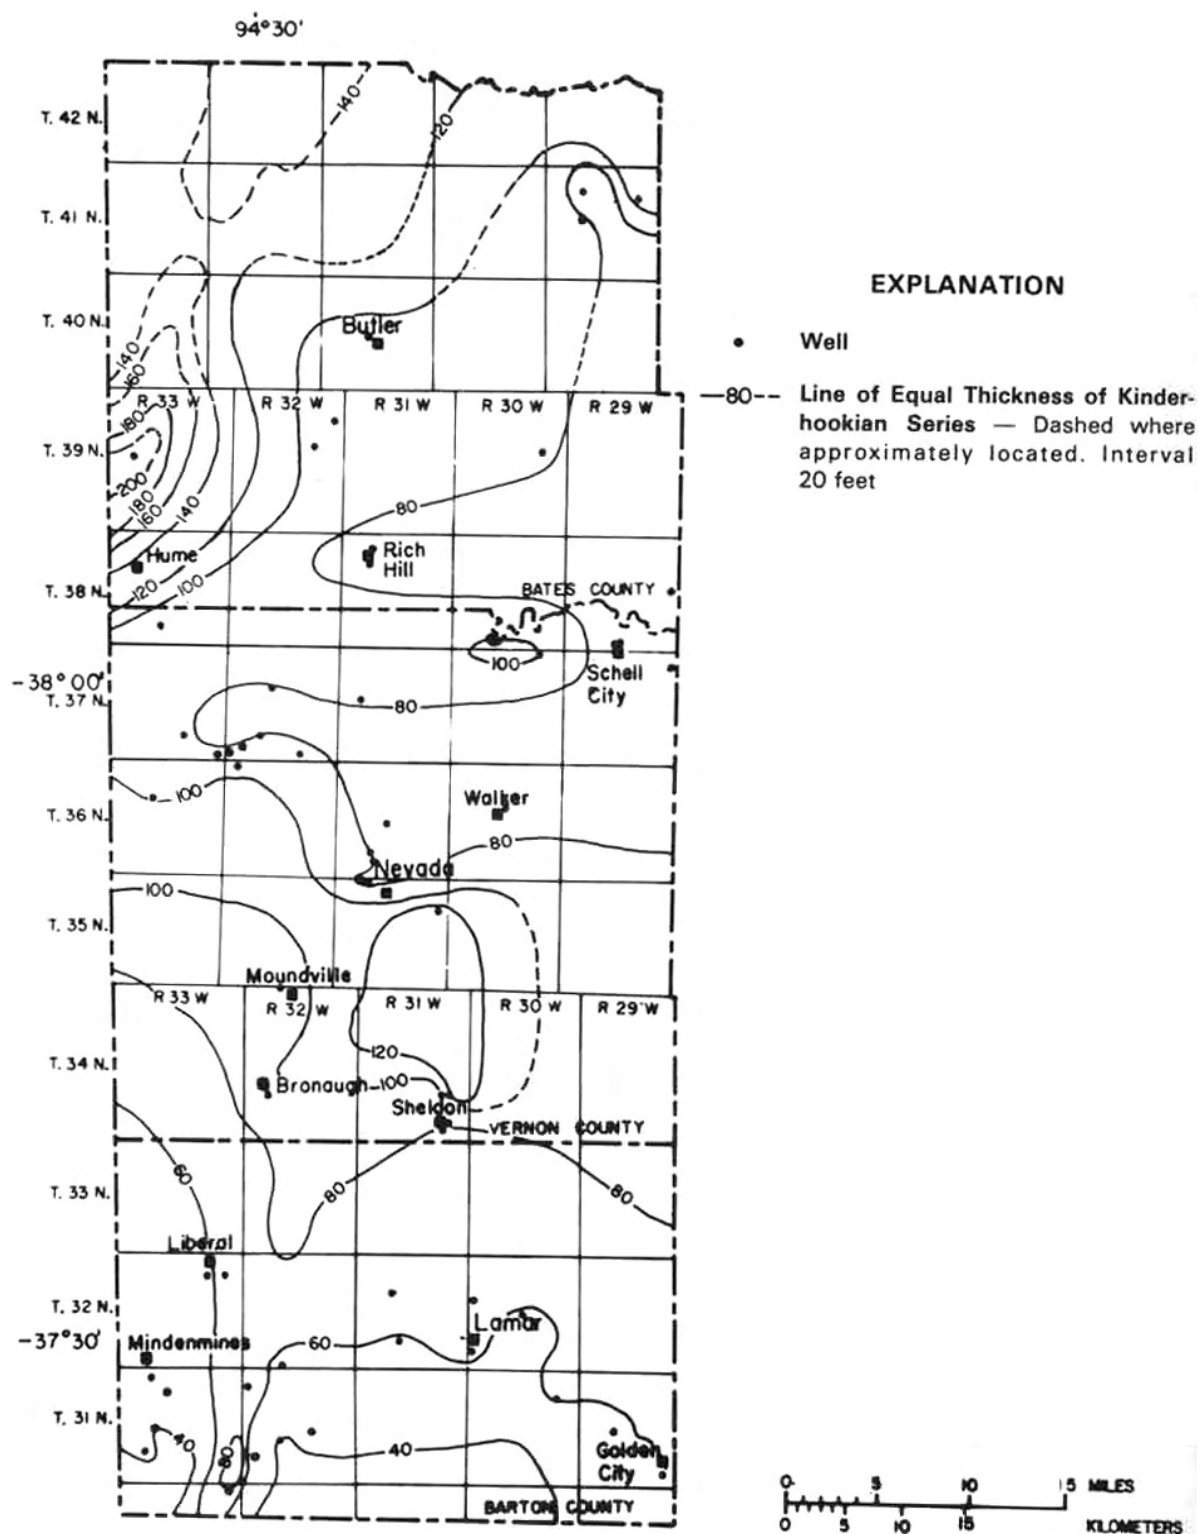 94°30'
T. 42 N.
140
120
T. 41 N.
T. 40 N.
Butler
140
160
R 33 W
R 32 W
R 31 W
R 30 W
R 29 W
180
T. 39 N.
200
180
160
140
80
Hume
Rich
Hill
T. 38 N.
120
100
BATES COUNTY
100
Schell
City
38°00'
T. 37 N.
80
100
T. 36 N.
Walker
80
Nevada
100
T. 35 N.
Moundville
R 33 W
R 32 W
R 31 W
R 30 W
R 29 W
T. 34 N.
120
Bronaugh
100
Sheldon
VERNON COUNTY
60
T. 33 N.
80
80
Liberal
T. 32 N.
Lamar
37°30'
Mindenmines
60
T. 31 N.
40
80
40
Golden
City
BARTON COUNTY
EXPLANATION
Well
80
Line of Equal Thickness of Kinder-
hookian Series — Dashed where
approximately located. Interval
20 feet
0 5 10 15 MILES
0 5 10 15 KILOMETERS